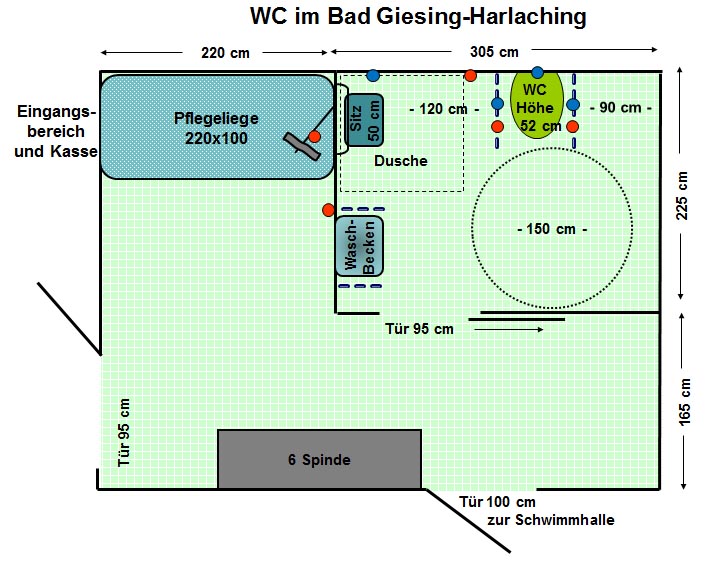 WC im Bad Giesing-Harlaching
220 cm
305 cm
Eingangs-
bereich
und Kasse
Pflegeliege
220x100
Sitz
50 cm
Dusche
- 120 cm -
WC
Höhe
52 cm
- 90 cm -
225 cm
- 150 cm -
Wasch-
Becken
Tür 95 cm
165 cm
Tür 95 cm
6 Spinde
Tür 100 cm
zur Schwimmhalle